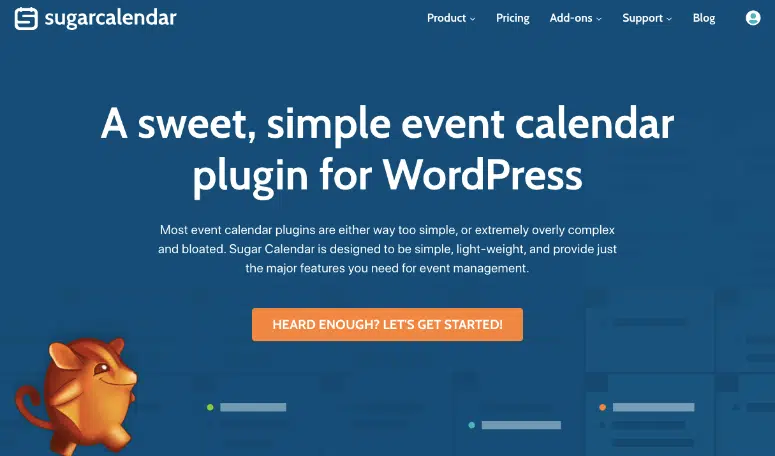 sugarcalendar
Product Pricing Add-ons Support Blog
A sweet, simple event calendar
plugin for WordPress
Most event calendar plugins are either way too simple, or extremely overly complex
and bloated. Sugar Calendar is designed to be simple, light-weight, and provide just
the major features you need for event management.
HEARD ENOUGH? LET'S GET STARTED!